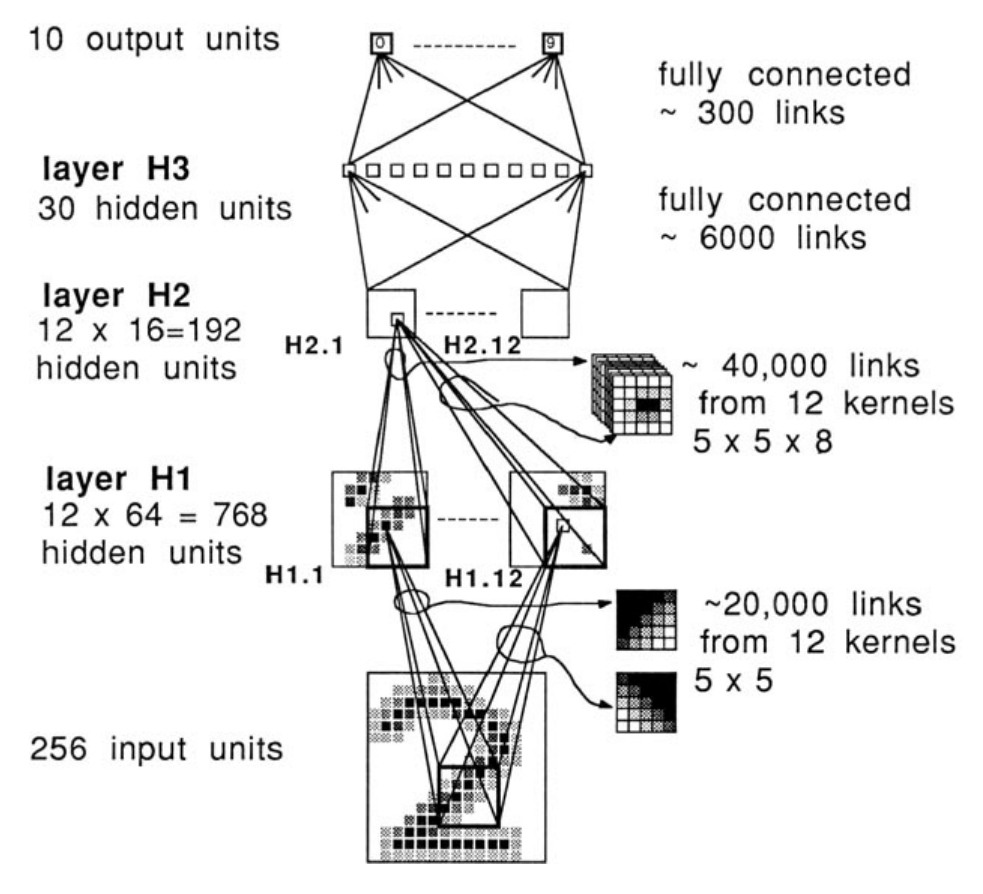 10 output units
0
9
fully connected
~ 300 links
layer H3
30 hidden units
fully connected
~ 6000 links
layer H2
12 x 16=192
hidden units
H2.1
H2.12
~ 40,000 links
from 12 kernels
5 x 5 x 8
layer H1
12 x 64 = 768
hidden units
H1.1
H1.12
~20,000 links
from 12 kernels
5 x 5
256 input units